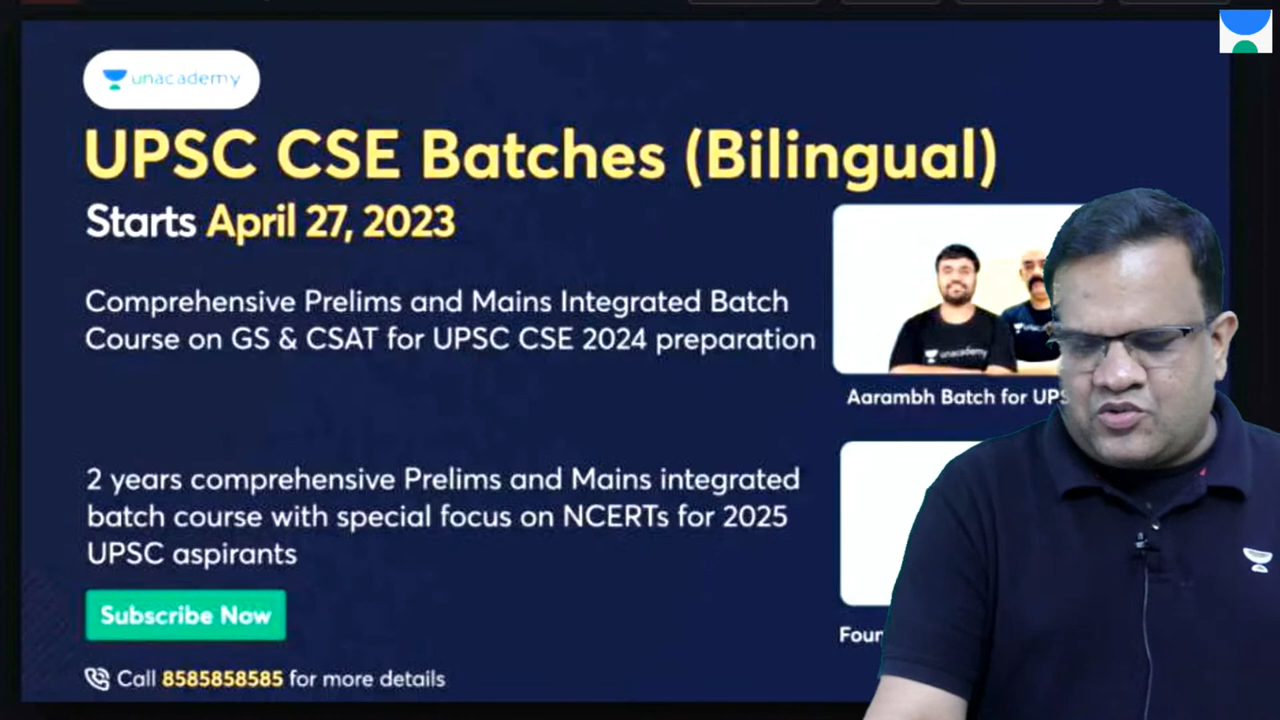 unacademy
UPSC CSE Batches (Bilingual)
Starts April 27, 2023
Comprehensive Prelims and Mains Integrated Batch
Course on GS & CSAT for UPSC CSE 2024 preparation
unacademy
Aarambh Batch for
2 years comprehensive Prelims and Mains integrated
batch course with special focus on NCERTs for 2025
UPSC aspirants
Subscribe Now
Call 8585858585 for more details